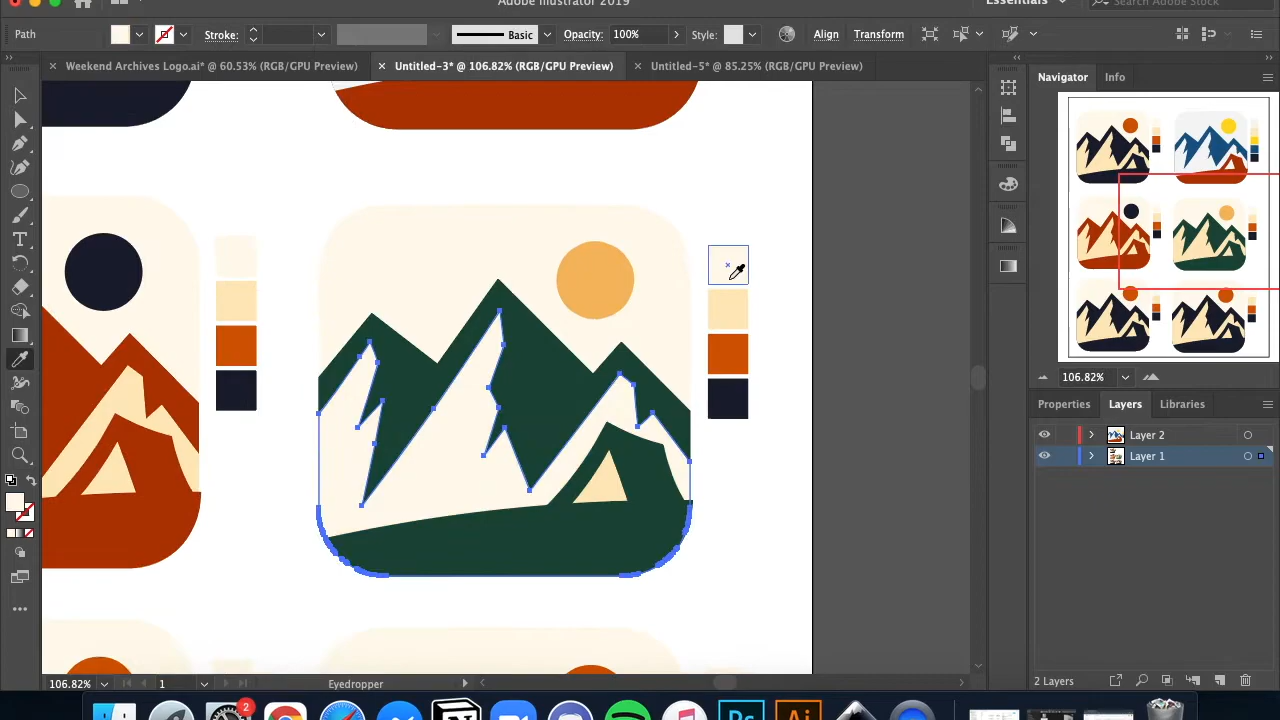 Adobe Illustrator 2019
Essentials
Search Adobe Stock
Path
Stroke:
Basic
Opacity:
100%
Style:
Align
Transform
Weekend Archives Logo.ai* @ 60.53% (RGB/GPU Preview)
Untitled-3* @ 106.82% (RGB/GPU Preview)
Untitled-5* @ 85.25% (RGB/GPU Preview)
Navigator
Info
106.82%
Properties
Layers
Libraries
Layer 2
Layer 1
2 Layers
106.82%
1
Eyedropper
2
Ps
Ai